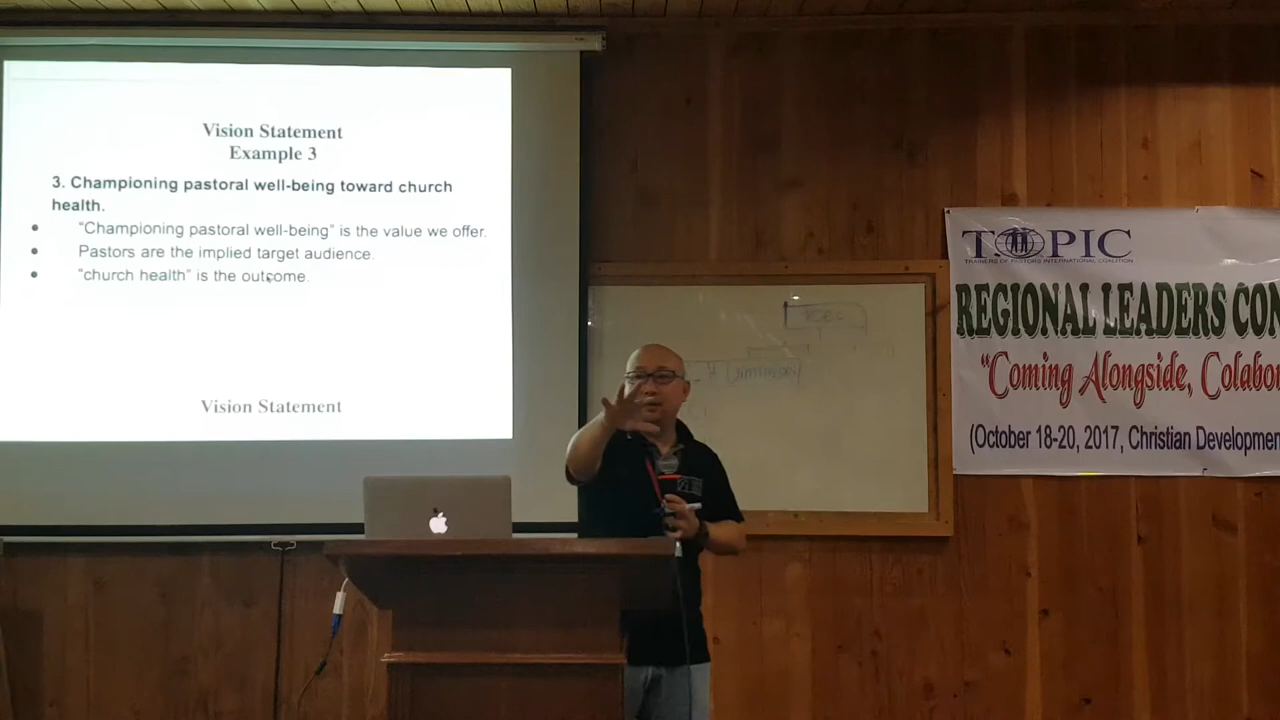 Vision Statement
Example 3
3. Championing pastoral well-being toward church
health.
• "Championing pastoral well-being" is the value we offer.
• Pastors are the implied target audience.
• "church health" is the outcome.
Vision Statement
TOPIC
TRAINERS OF PASTORS INTERNATIONAL COALITION
REGIONAL LEADERS CON
"Coming Alongside, Colabor
(October 18-20, 2017, Christian Developmen